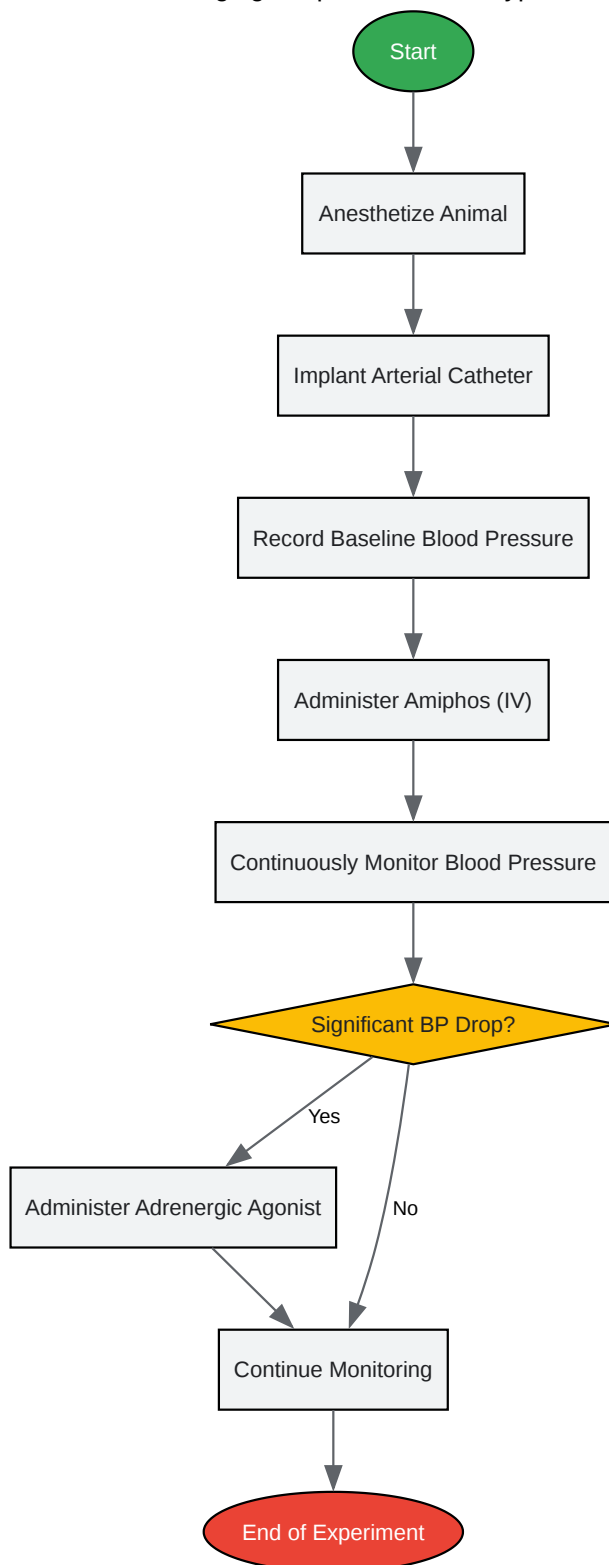 Start
Anesthetize Animal
Implant Arterial Catheter
Record Baseline Blood Pressure
Administer Amiphos (IV)
Continuously Monitor Blood Pressure
Significant BP Drop?
Yes
Administer Adrenergic Agonist
No
Continue Monitoring
End of Experiment